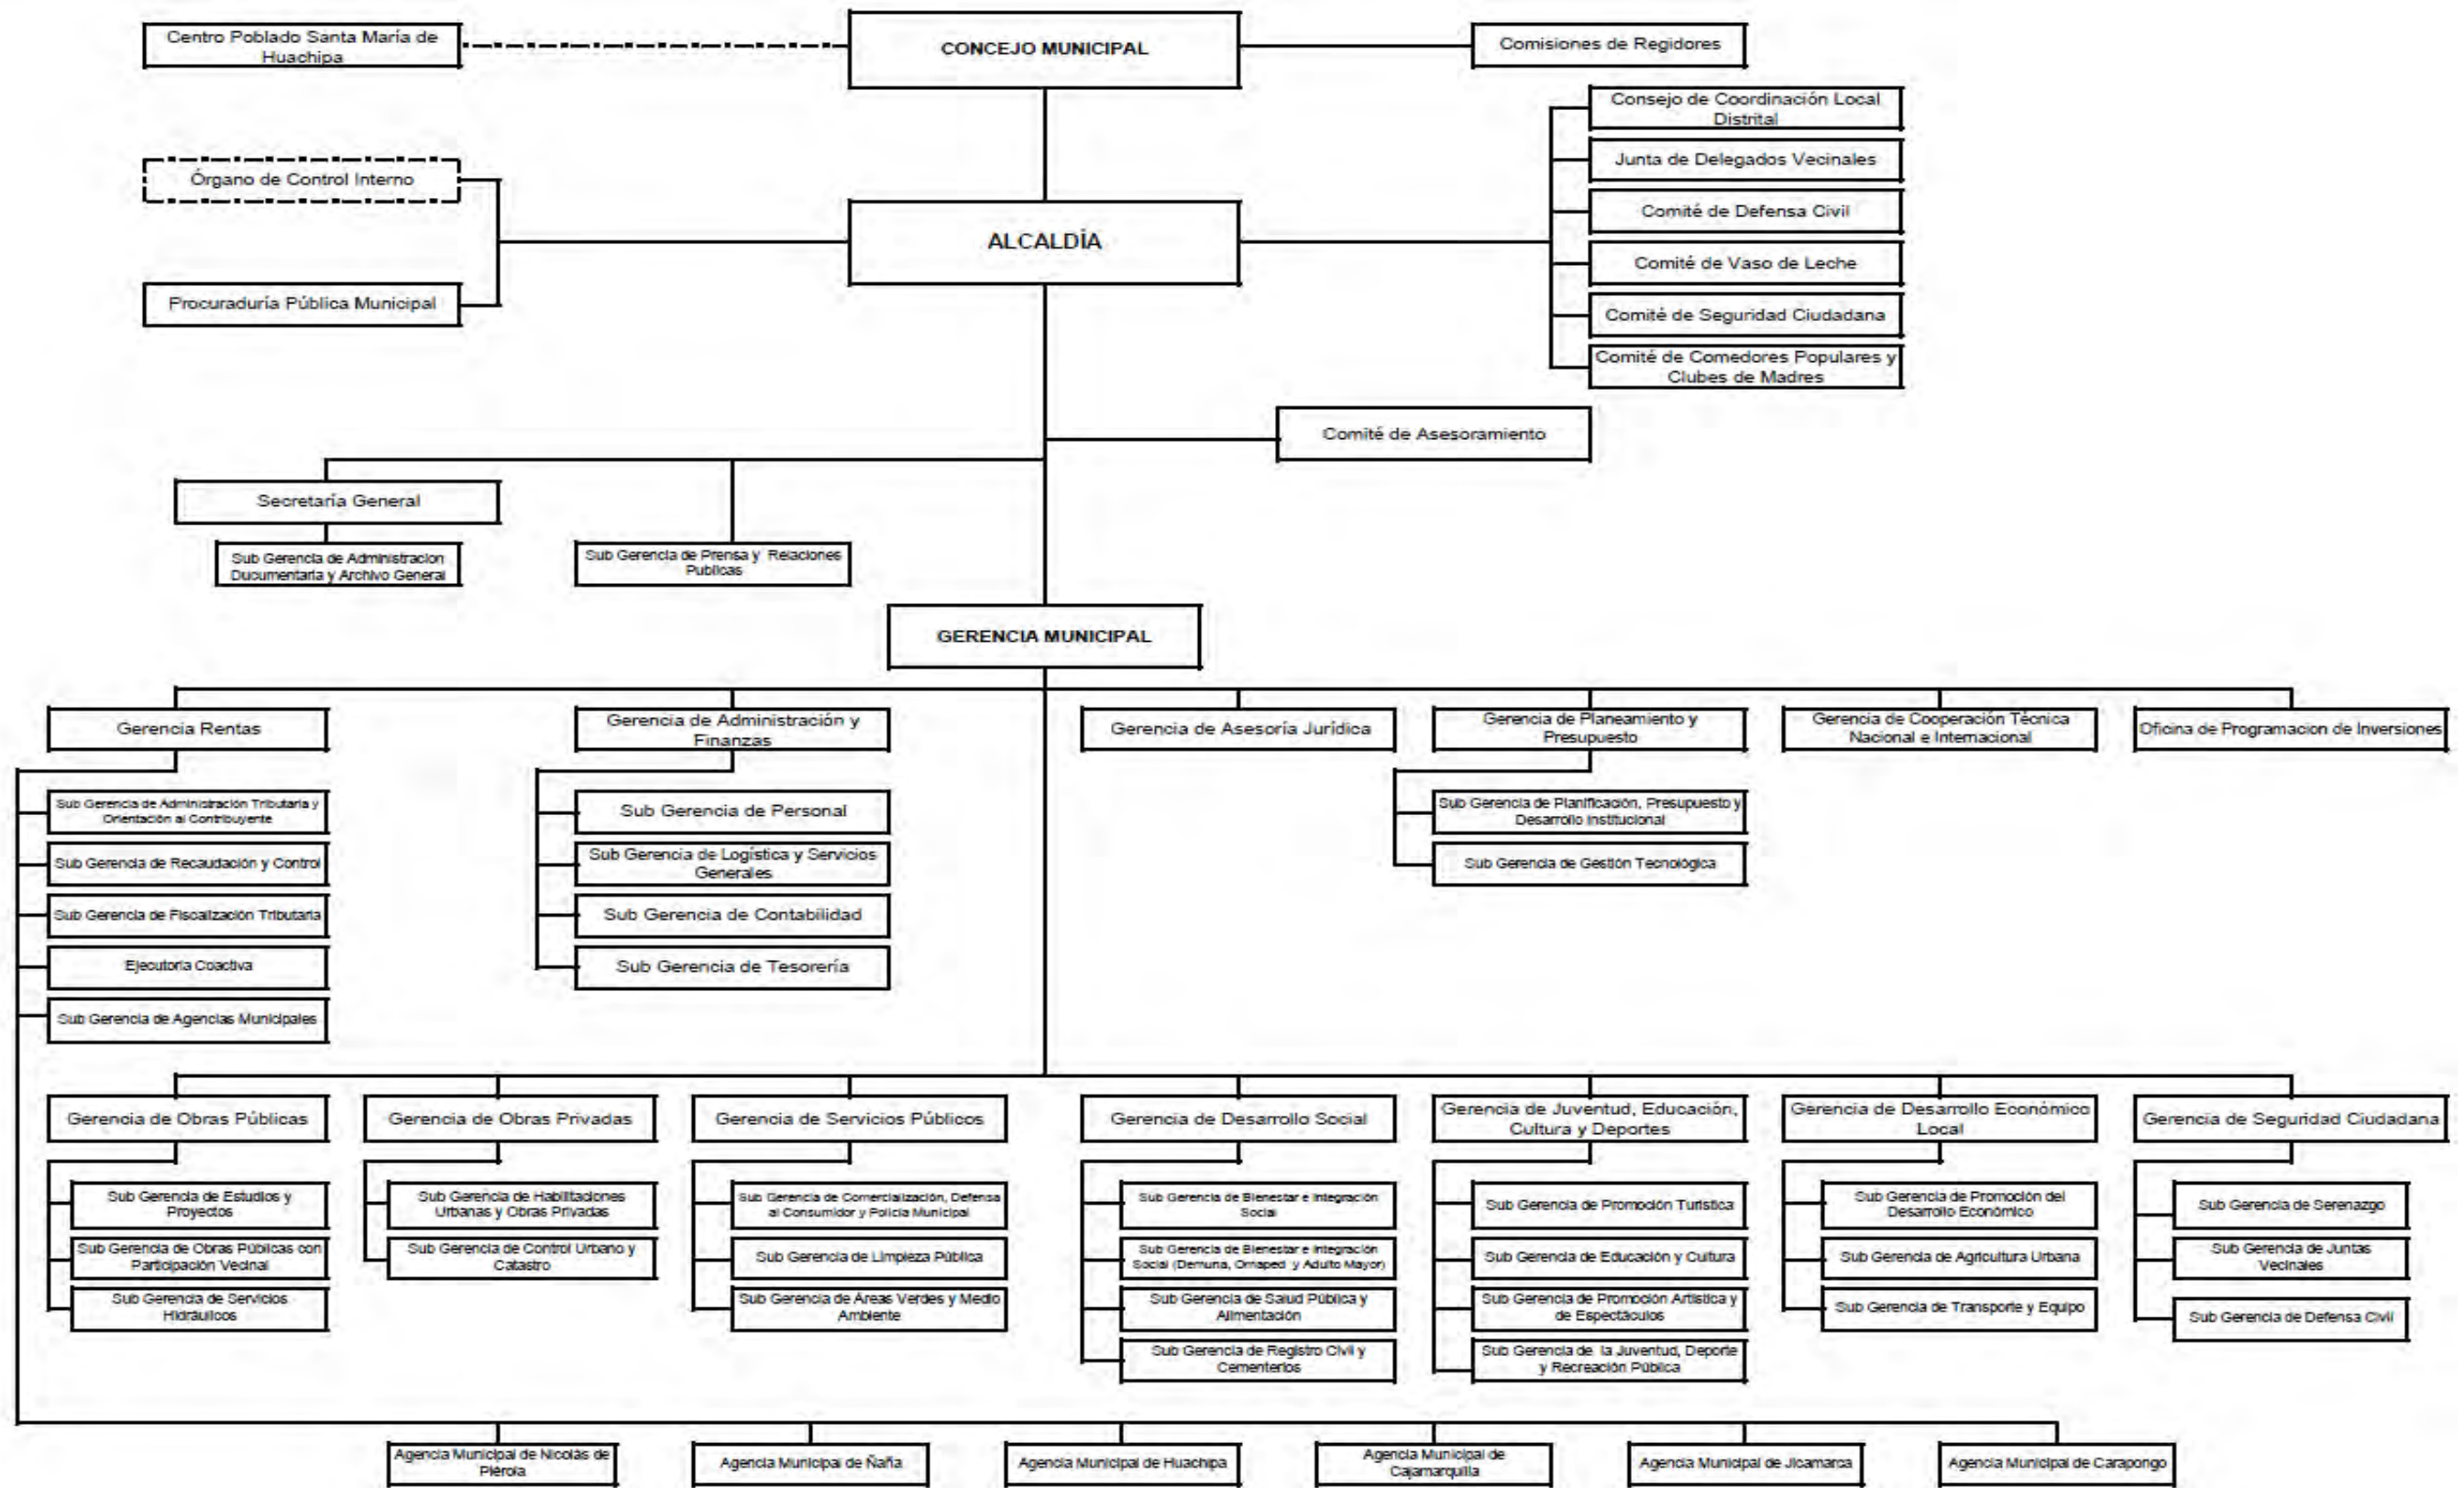 Centro Poblado Santa María de
Huachipa
CONCEJO MUNICIPAL
Comisiones de Regidores
Consejo de Coordinación Local
Distrital
Junta de Delegados Vecinales
Órgano de Control Interno
Comité de Defensa Civil
ALCALDÍA
Comité de Vaso de Leche
Procuraduría Pública Municipal
Comité de Seguridad Ciudadana
Comité de Comedores Populares y
Clubes de Madres
Comité de Asesoramiento
Secretaría General
Sub Gerencia de Administracion
Ducumentaria y Archivo General
Sub Gerencia de Prensa y Relaciones
Publicas
GERENCIA MUNICIPAL
Gerencia Rentas
Gerencia de Administración y
Finanzas
Gerencia de Asesoría Jurídica
Gerencia de Planeamiento y
Presupuesto
Gerencia de Cooperación Técnica
Nacional e Internacional
Oficina de Programacion de Inversiones
Sub Gerencia de Administración Tributaria y
Orientación al Contribuyente
Sub Gerencia de Recaudación y Control
Sub Gerencia de Fiscalización Tributaria
Ejecutoria Coactiva
Sub Gerencia de Agencias Municipales
Sub Gerencia de Personal
Sub Gerencia de Logística y Servicios
Generales
Sub Gerencia de Contabilidad
Sub Gerencia de Tesorería
Sub Gerencia de Planificación, Presupuesto y
Desarrollo Institucional
Sub Gerencia de Gestión Tecnológica
Gerencia de Obras Públicas
Gerencia de Obras Privadas
Gerencia de Servicios Públicos
Gerencia de Desarrollo Social
Gerencia de Juventud, Educación,
Cultura y Deportes
Gerencia de Desarrollo Económico
Local
Gerencia de Seguridad Ciudadana
Sub Gerencia de Estudios y
Proyectos
Sub Gerencia de Obras Públicas con
Participación Vecinal
Sub Gerencia de Servicios
Hidráulicos
Sub Gerencia de Habilitaciones
Urbanas y Obras Privadas
Sub Gerencia de Control Urbano y
Catastro
Sub Gerencia de Comercialización, Defensa
al Consumidor y Policía Municipal
Sub Gerencia de Limpieza Pública
Sub Gerencia de Áreas Verdes y Medio
Ambiente
Sub Gerencia de Bienestar e Integración
Social
Sub Gerencia de Bienestar e Integración
Social (Demuna, Omaped y Adulto Mayor)
Sub Gerencia de Salud Pública y
Alimentación
Sub Gerencia de Registro Civil y
Cementerios
Sub Gerencia de Promoción Turística
Sub Gerencia de Educación y Cultura
Sub Gerencia de Promoción Artística y
de Espectáculos
Sub Gerencia de la Juventud, Deporte
y Recreación Pública
Sub Gerencia de Promoción del
Desarrollo Económico
Sub Gerencia de Agricultura Urbana
Sub Gerencia de Transporte y Equipo
Sub Gerencia de Serenazgo
Sub Gerencia de Juntas
Vecinales
Sub Gerencia de Defensa Civil
Agencia Municipal de Nicolás de
Piérola
Agencia Municipal de Ñaña
Agencia Municipal de Huachipa
Agencia Municipal de
Cajamarquilla
Agencia Municipal de Jicamarca
Agencia Municipal de Carapongo